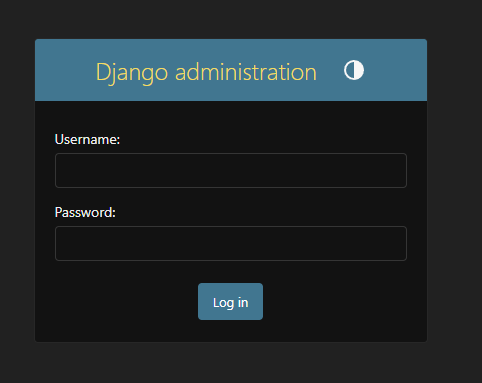 Django administration
Username:
Password:
Log in